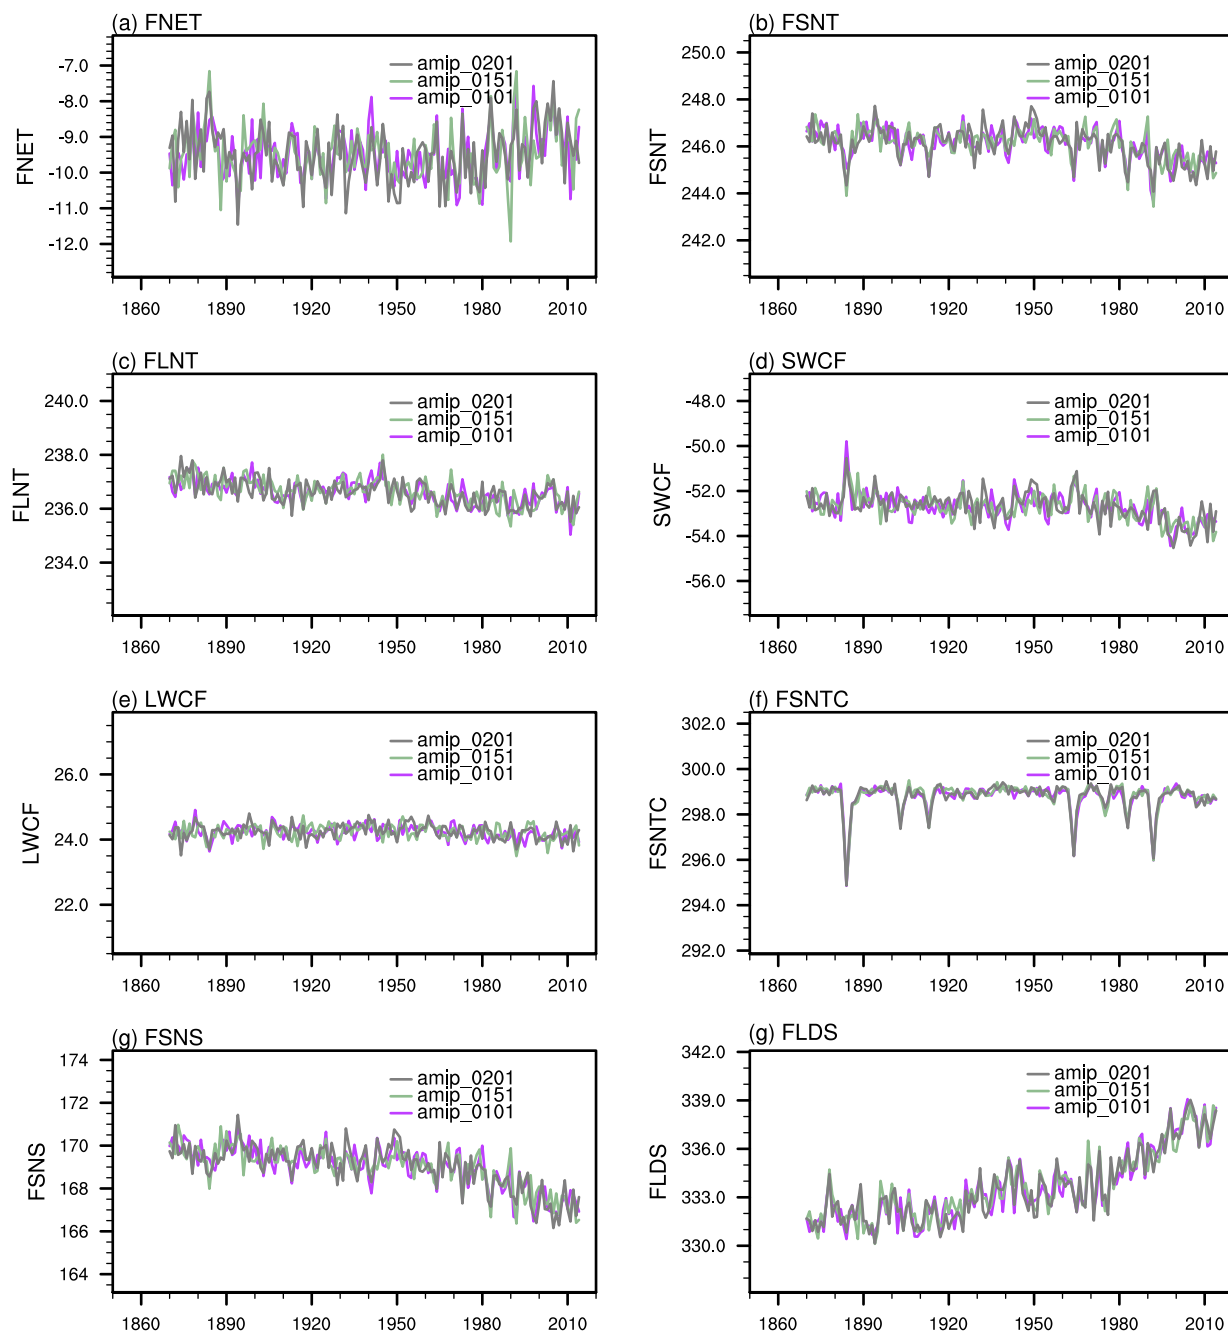 (a) FNET
FNET
-7.0
-8.0
-9.0
-10.0
-11.0
-12.0
amip_0201
amip_0151
amip_0101
1860 1890 1920 1950 1980 2010
(b) FSNT
FSNT
250.0
248.0
246.0
244.0
242.0
amip_0201
amip_0151
amip_0101
1860 1890 1920 1950 1980 2010
(c) FLNT
FLNT
240.0
238.0
236.0
234.0
amip_0201
amip_0151
amip_0101
1860 1890 1920 1950 1980 2010
(d) SWCF
SWCF
-48.0
-50.0
-52.0
-54.0
-56.0
amip_0201
amip_0151
amip_0101
1860 1890 1920 1950 1980 2010
(e) LWCF
LWCF
26.0
24.0
22.0
amip_0201
amip_0151
amip_0101
1860 1890 1920 1950 1980 2010
(f) FSNTC
FSNTC
302.0
300.0
298.0
296.0
294.0
292.0
amip_0201
amip_0151
amip_0101
1860 1890 1920 1950 1980 2010
(g) FSNS
FSNS
174
172
170
168
166
164
amip_0201
amip_0151
amip_0101
1860 1890 1920 1950 1980 2010
(g) FLDS
FLDS
342.0
339.0
336.0
333.0
330.0
amip_0201
amip_0151
amip_0101
1860 1890 1920 1950 1980 2010